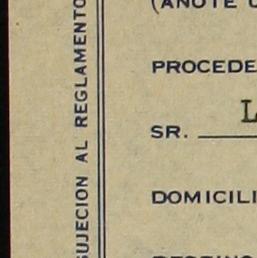 (ANOTE
PROCEDE
SR. L
DOMICILI
SUJECION AL REGLAMENTO